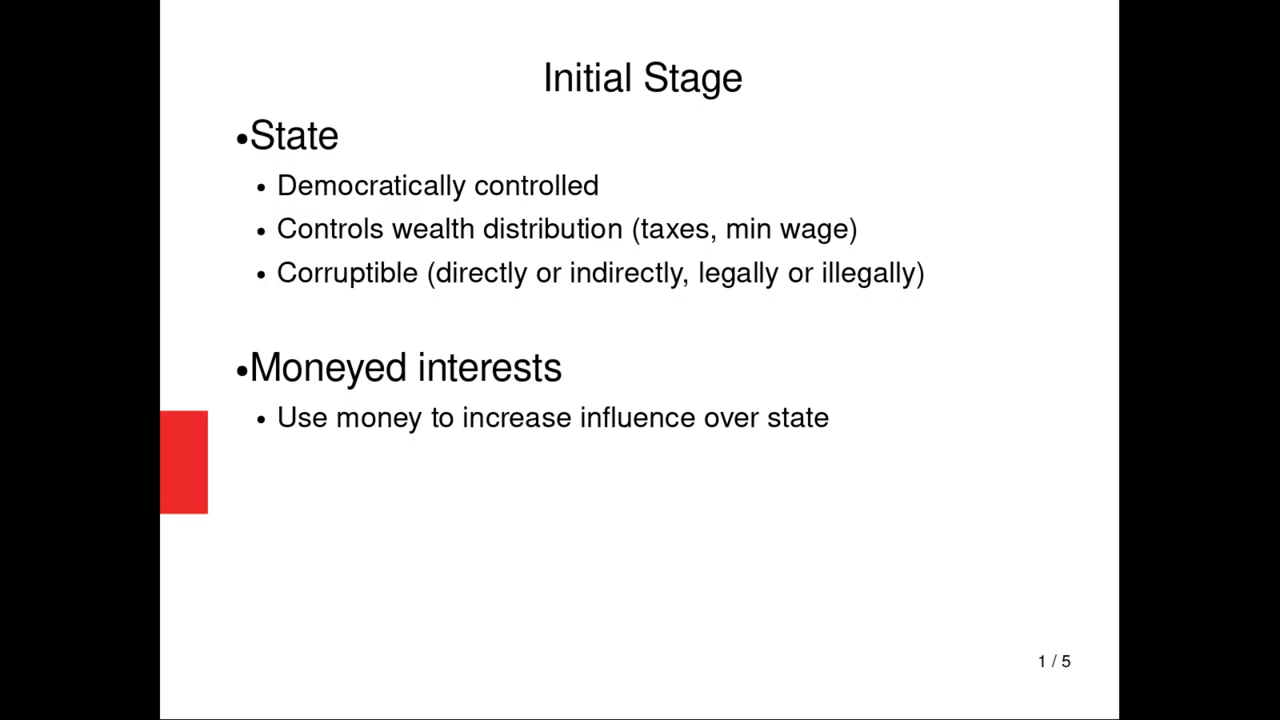 Initial Stage
•State
• Democratically controlled
• Controls wealth distribution (taxes, min wage)
• Corruptible (directly or indirectly, legally or illegally)
•Moneyed interests
• Use money to increase influence over state
1 / 5